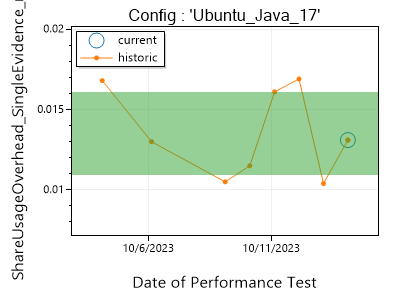 Config : 'Ubuntu_Java_17'
ShareUsageOverhead_SingleEvidence_
current
historic
0.02
0.015
0.01
10/6/2023
10/11/2023
Date of Performance Test